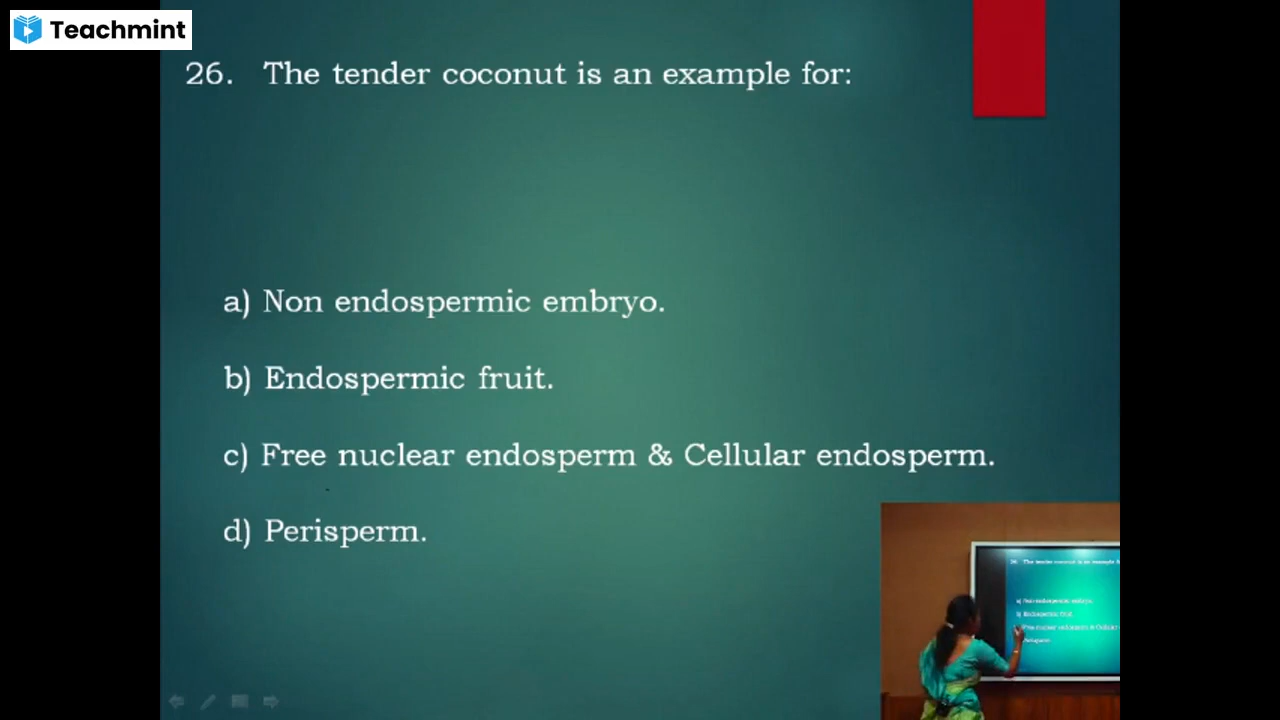 Teachmint
26. The tender coconut is an example for:
a) Non endospermic embryo.
b) Endospermic fruit.
c) Free nuclear endosperm & Cellular endosperm.
d) Perisperm.